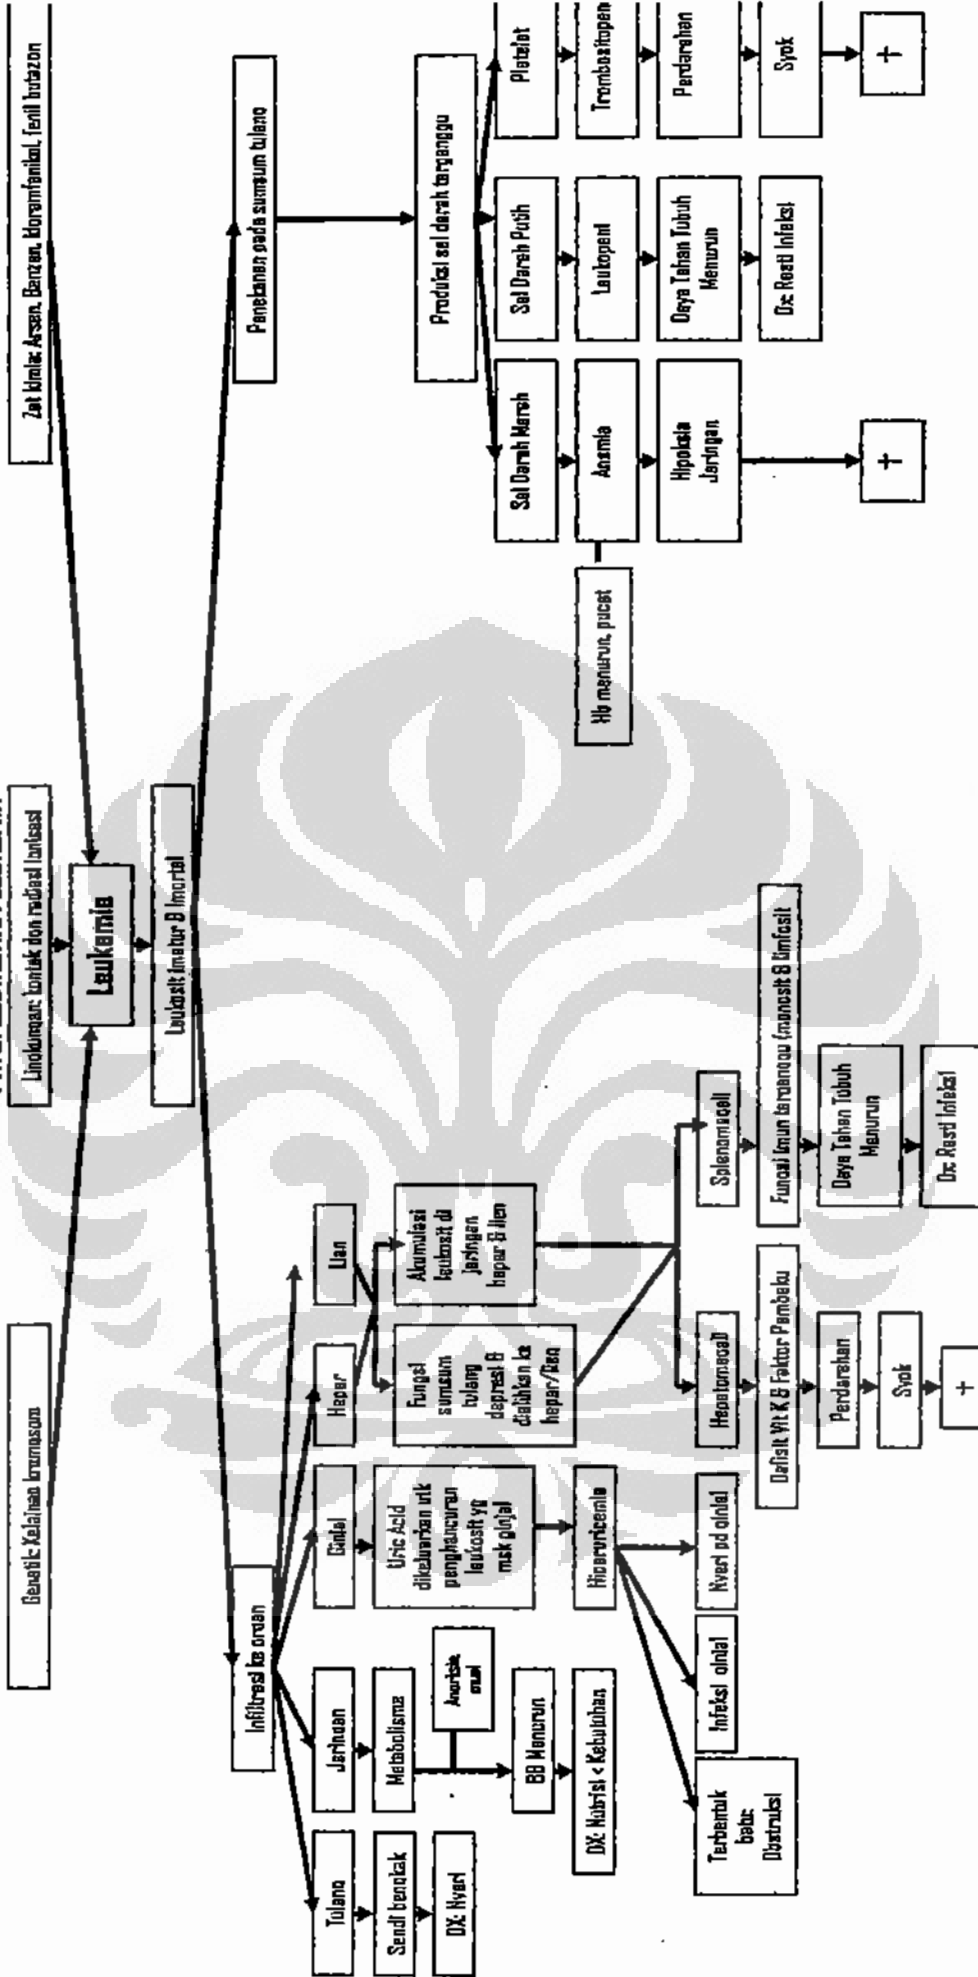 Genetik: Kelainan kromosom
Lingkungan: kontak dgn radiasi ionisasi
Zat kimia: Arsen, Benzen, kloramfenikol, fenil butazon
Leukemia
Leukosit Imatur & Imortal
Infiltrasi ke organ
Penekanan pada sumsum tulang
Tulang
Jaringan
Ginjal
Hepar
Lien
Sendi bengkak
DX: Nyeri
Metabolisme
BB Menurun
DX: Nutrisi < Kebutuhan
Uric Acid
dikeluarkan utk
penghancuran
leukosit yg
msk ginjal
Hiperuricemia
Terbentuk
batu:
Obstruksi
Infeksi ginjal
Nyeri pd ginjal
Fungsi
sumsum
tulang
depresi &
dialihkan ke
hepar/lien
Akumulasi
leukosit di
jaringan
hepar & lien
Hepatomegali
Splenomegali
Defisit Vit K & Faktor Pembeku
Perdarahan
Syok
+
Fungsi imun terganggu (monosit & limfosit
Daya Tahan Tubuh
Menurun
Dx: Resti Infeksi
Produksi sel darah terganggu
Sel Darah Merah
Sel Darah Putih
Platelet
Hb menurun, pucat
Anemia
Leukopeni
Trombositopen
Hipoksia
Jaringan
Daya Tahan Tubuh
Menurun
Perdarahan
Dx: Resti Infeksi
Syok
†
†